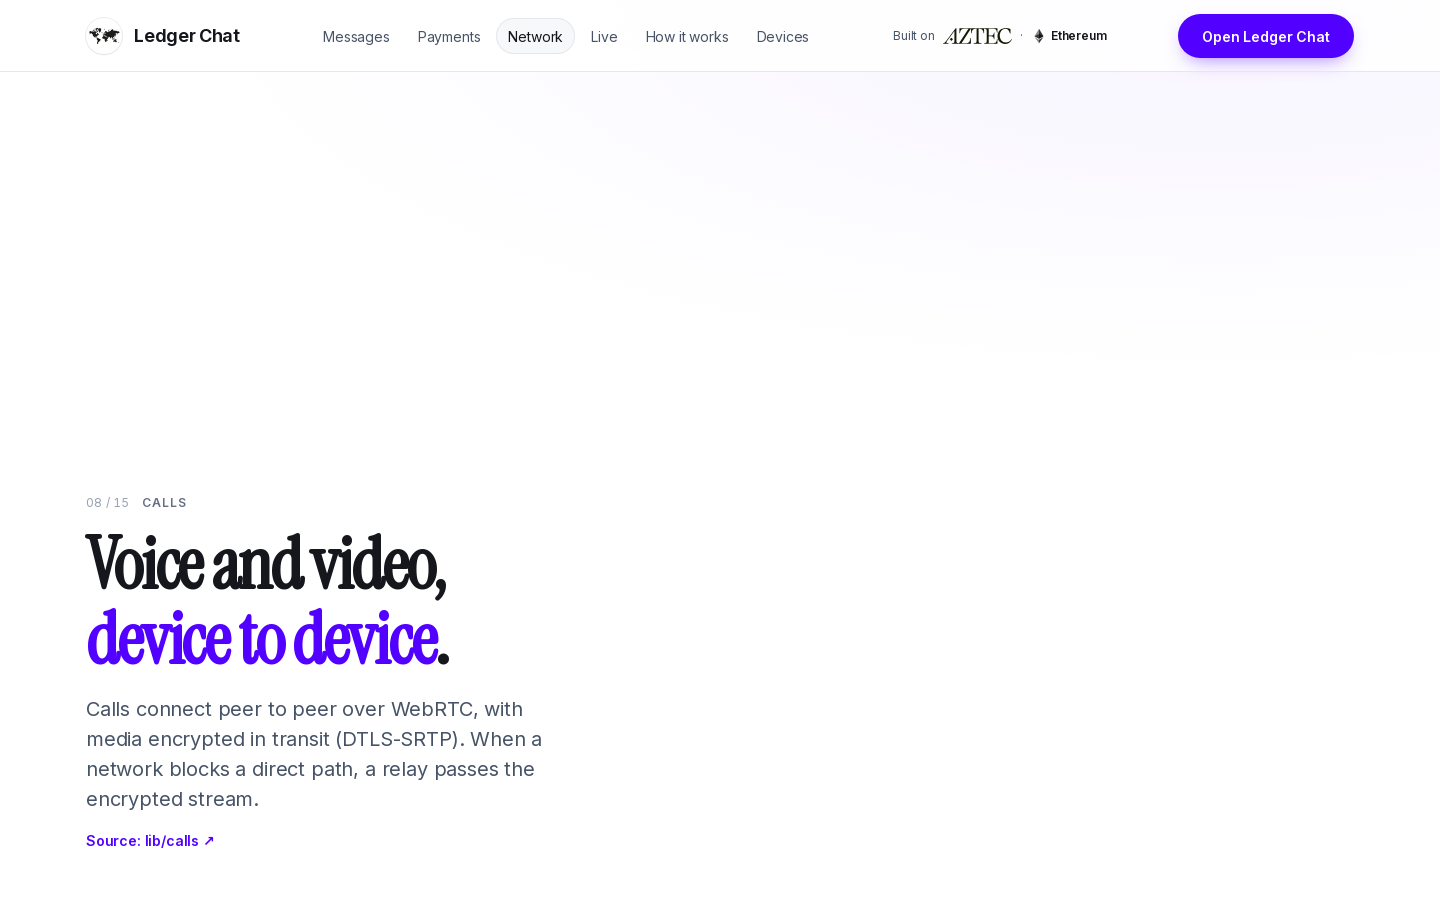 Ledger Chat
Messages
Payments
Network
Live
How it works
Devices
Built on AZTEC · Ethereum
Open Ledger Chat
08 / 15 CALLS
Voice and video,
device to device.
Calls connect peer to peer over WebRTC, with
media encrypted in transit (DTLS-SRTP). When a
network blocks a direct path, a relay passes the
encrypted stream.
Source: lib/calls ↗